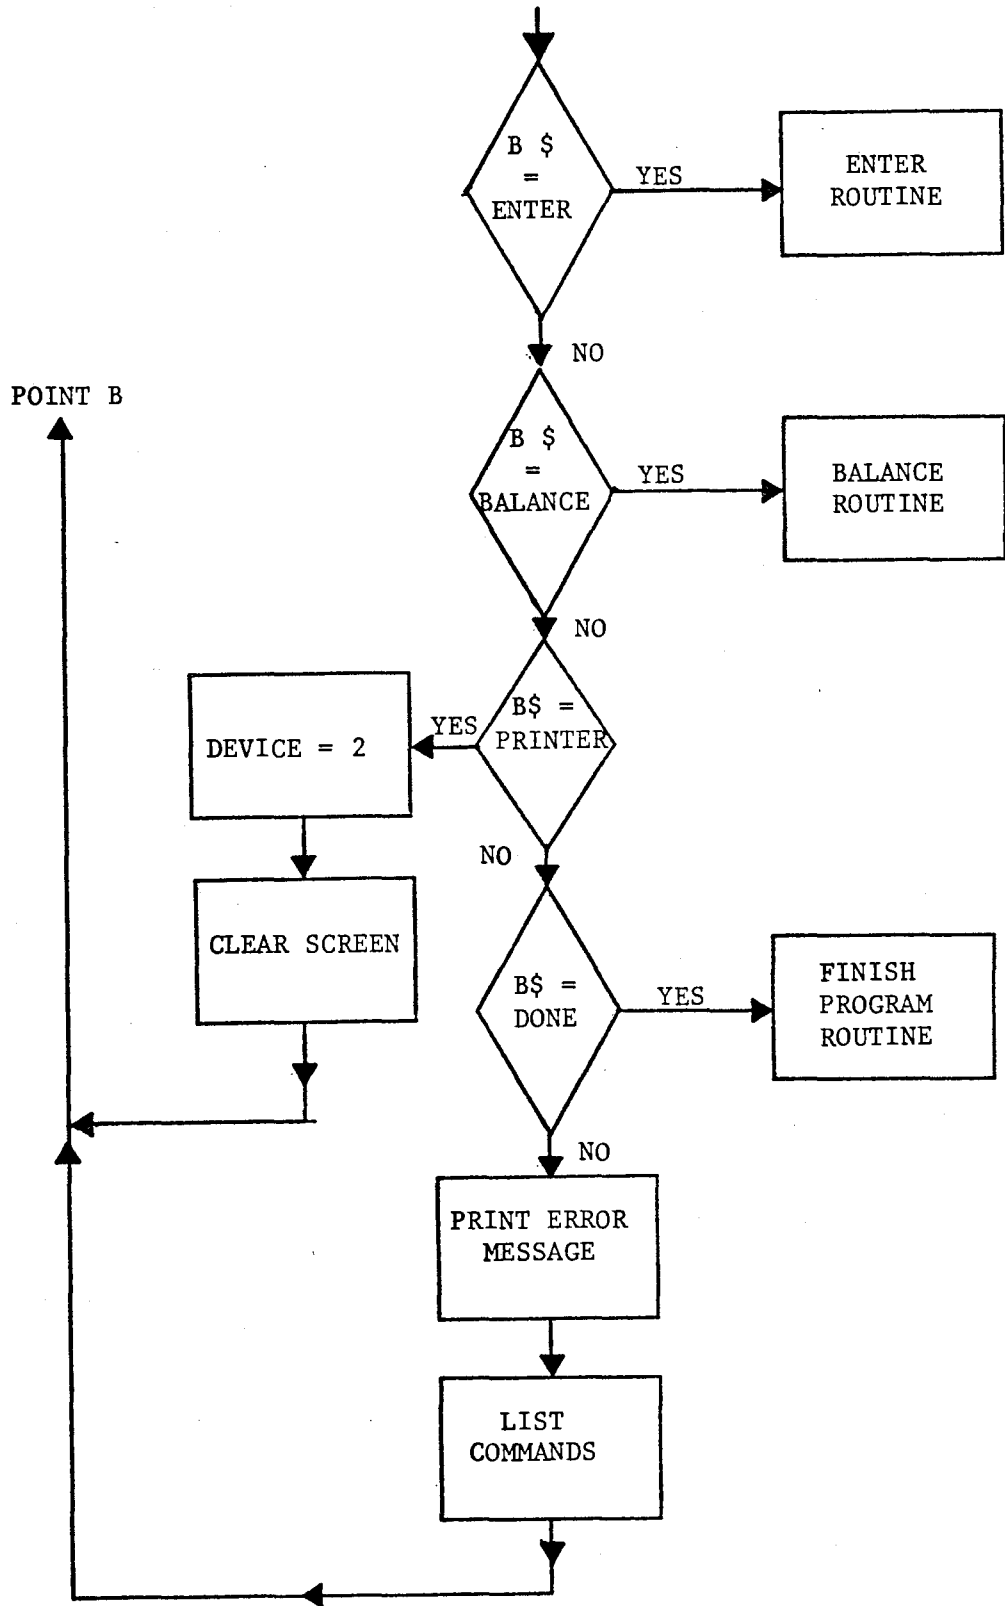 B $
=
ENTER
YES
ENTER
ROUTINE
NO
POINT B
B $
=
BALANCE
YES
BALANCE
ROUTINE
NO
B$ =
PRINTER
YES
DEVICE = 2
NO
CLEAR SCREEN
B$ =
DONE
YES
FINISH
PROGRAM
ROUTINE
NO
PRINT ERROR
MESSAGE
LIST
COMMANDS